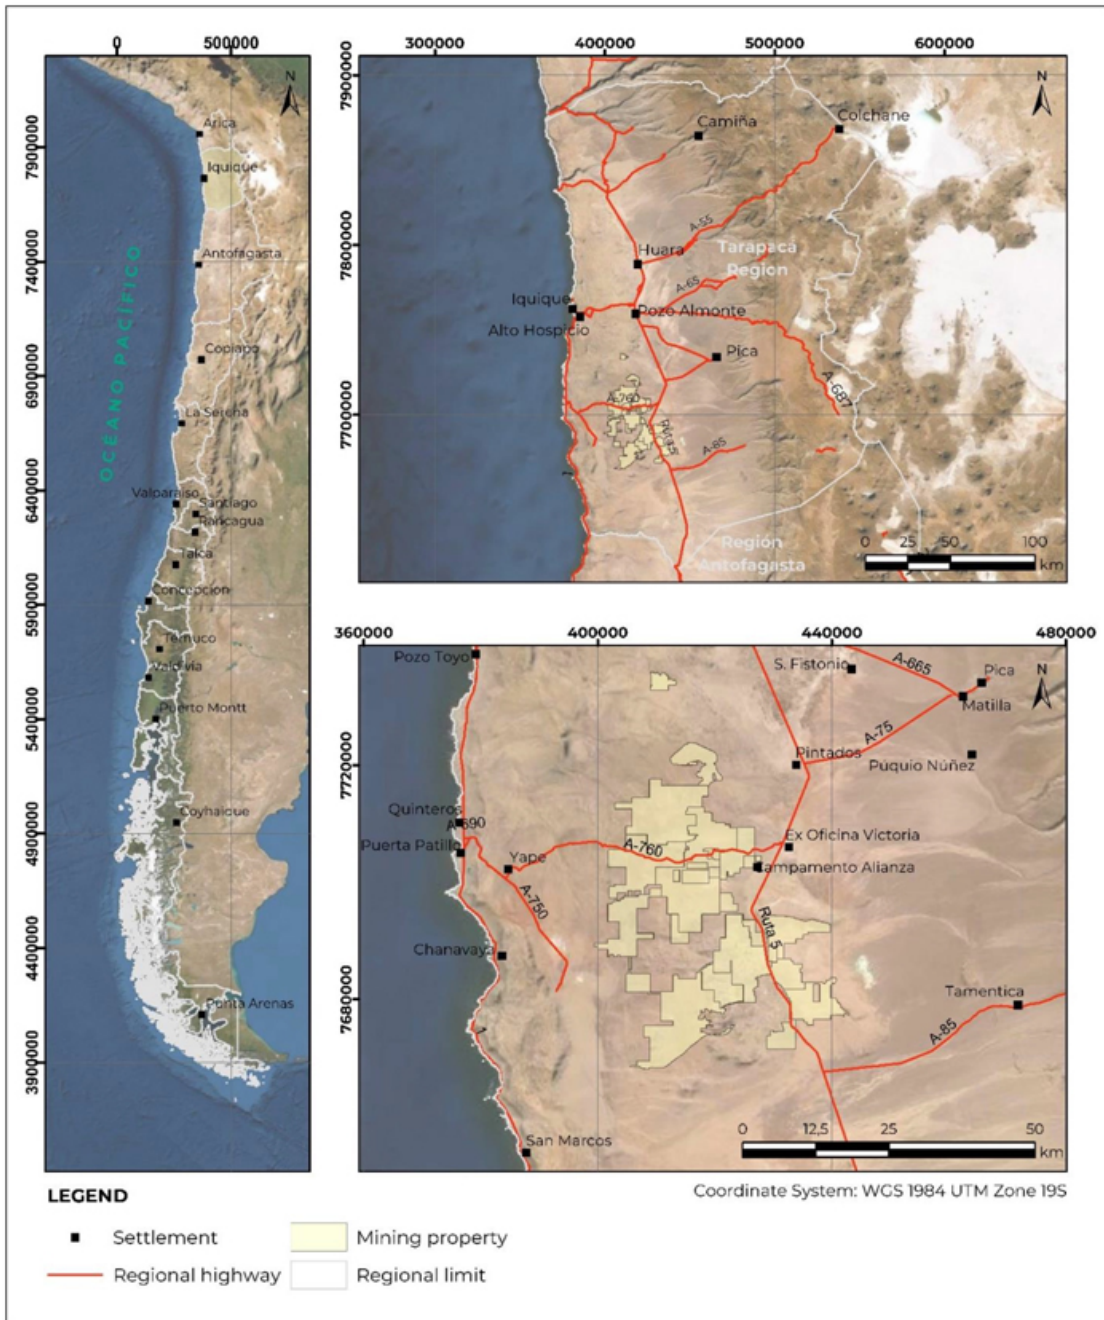 0 500000
N
7900000
7400000
6900000
6400000
5900000
5400000
4900000
4400000
3900000
OCÉANO PACÍFICO
Arica
Iquique
Antofagasta
Copiapo
La Serena
Valparaiso
Santiago
Rancagua
Talca
Concepcion
Temuco
Valdivia
Puerto Montt
Coyhaique
Punta Arenas
300000 400000 500000 600000
N
7900000
7800000
7700000
Camiña
Colchane
A-55
Huara
Tarapacá
Region
A-65
Iquique
Pozo Almonte
Alto Hospicio
Pica
A-687
A-760
Ruta 5
A-85
1
Región
Antofagasta
0 25 50 100
km
360000 400000 440000 480000
N
7720000
7680000
Pozo Toyo
S. Fistonio
A-665
Pica
Matilla
A-75
Pintados
Puquio Núñez
Quinteros
A-690
Puerta Patillo
Ex Oficina Victoria
A-760
Yape
Campamento Alianza
A-750
Ruta 5
Chanavaya
Tamentica
1
A-85
San Marcos
0 12,5 25 50
km
Coordinate System: WGS 1984 UTM Zone 19S
LEGEND
Settlement
Mining property
Regional highway
Regional limit